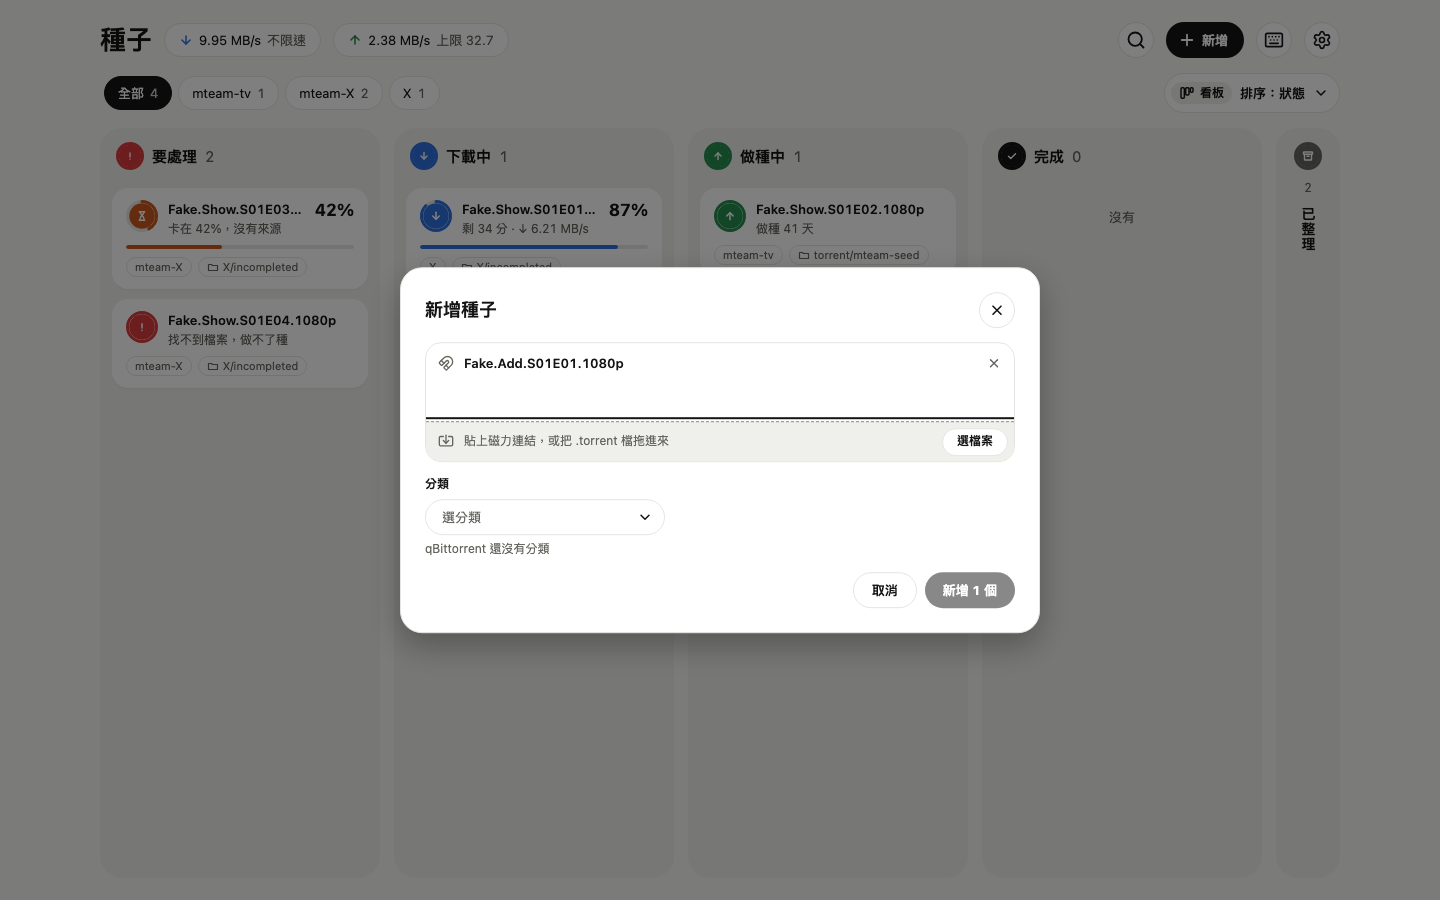 種子
9.95 MB/s 不限速
2.38 MB/s 上限 32.7
新增
全部 4
mteam-tv 1
mteam-X 2
X 1
看板
排序：狀態
要處理 2
Fake.Show.S01E03... 42%
卡在 42%，沒有來源
mteam-X
X/incompleted
Fake.Show.S01E04.1080p
找不到檔案，做不了種
mteam-X
X/incompleted
下載中 1
Fake.Show.S01E01... 87%
剩 34 分 · ↓ 6.21 MB/s
X
X/incompleted
做種中 1
Fake.Show.S01E02.1080p
做種 41 天
mteam-tv
torrent/mteam-seed
完成 0
沒有
2
已整理
新增種子
Fake.Add.S01E01.1080p
貼上磁力連結，或把 .torrent 檔拖進來
選檔案
分類
選分類
qBittorrent 還沒有分類
取消
新增 1 個